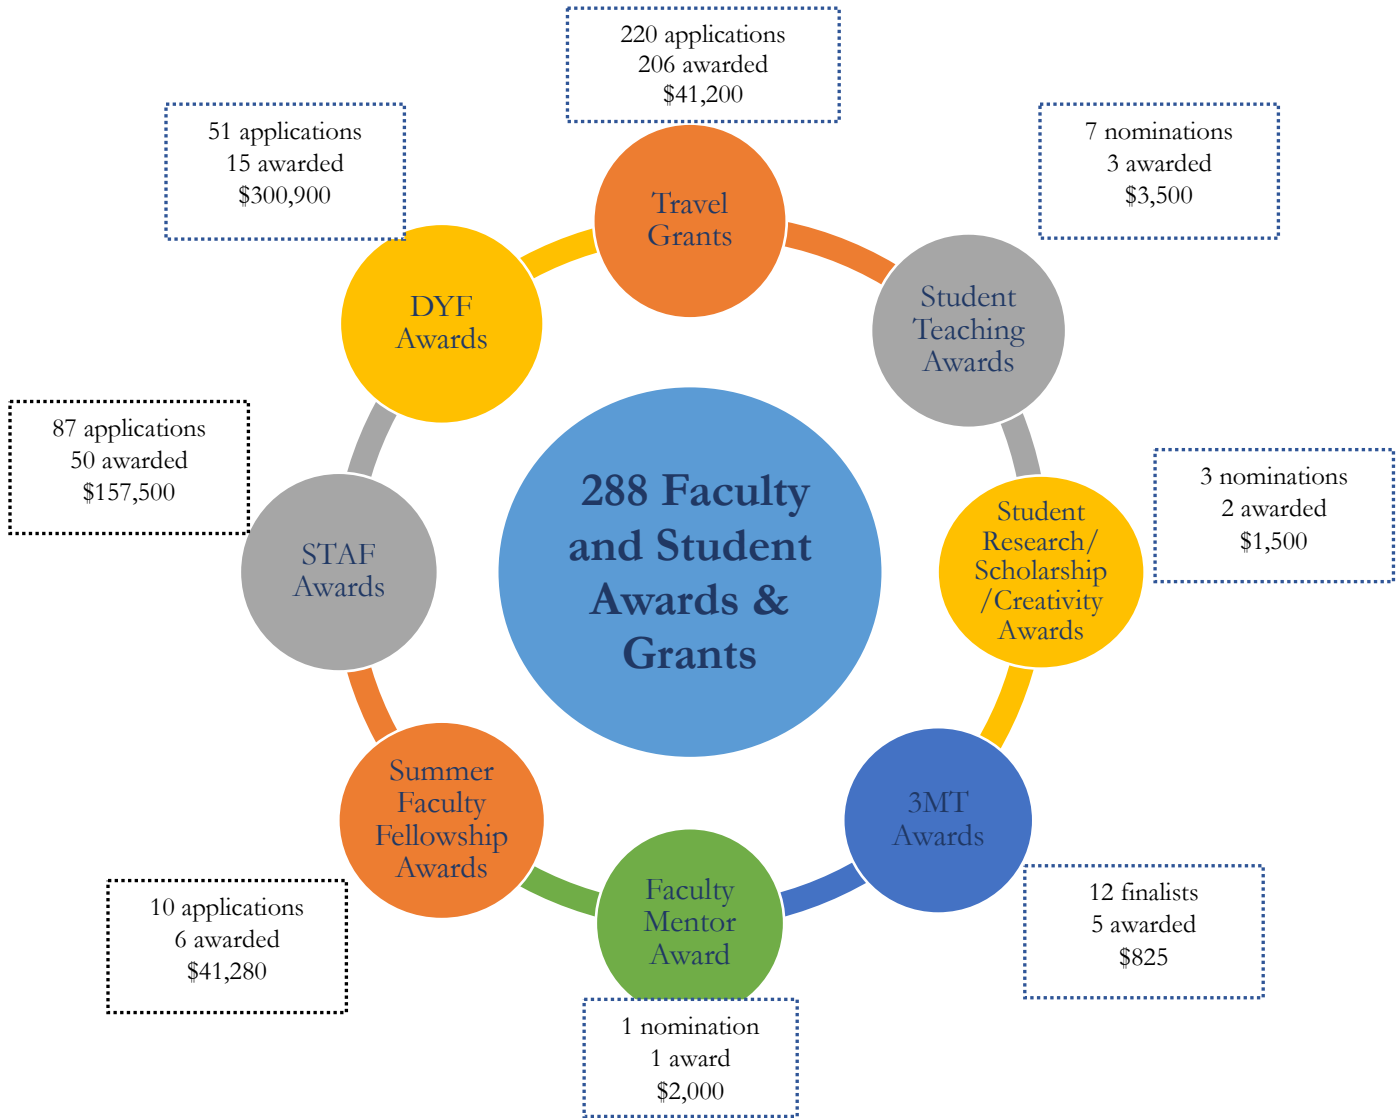 220 applications
206 awarded
$41,200
51 applications
15 awarded
$300,900
7 nominations
3 awarded
$3,500
Travel
Grants
DYF
Awards
Student
Teaching
Awards
87 applications
50 awarded
$157,500
288 Faculty
and Student
Awards &
Grants
3 nominations
2 awarded
$1,500
STAF
Awards
Student
Research/
Scholarship
/Creativity
Awards
Summer
Faculty
Fellowship
Awards
3MT
Awards
Faculty
Mentor
Award
10 applications
6 awarded
$41,280
12 finalists
5 awarded
$825
1 nomination
1 award
$2,000